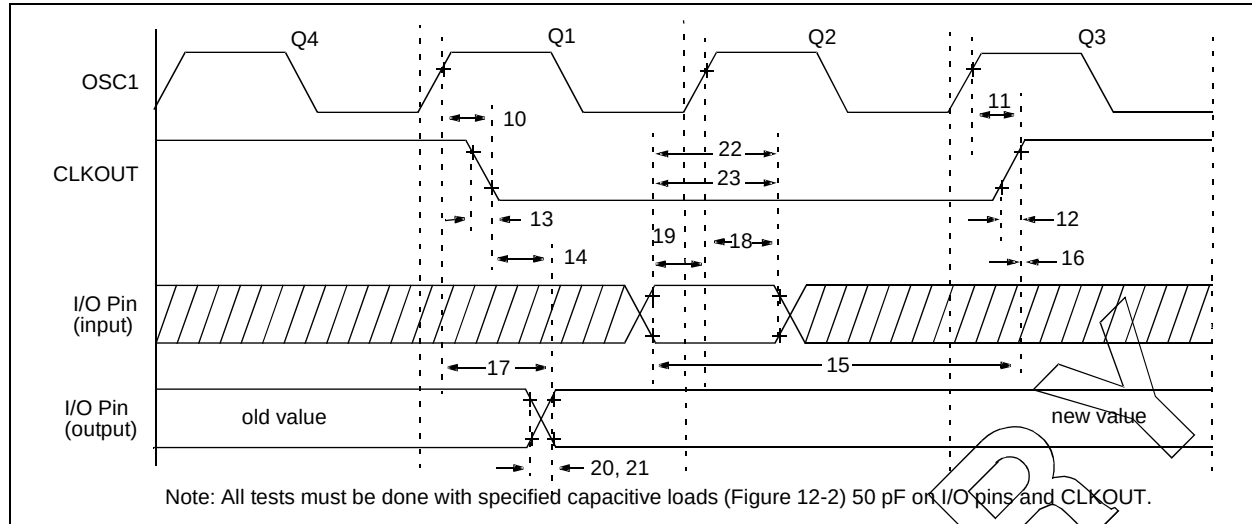 Q4 Q1 Q2 Q3
OSC1
11
10
22
CLKOUT
23
13 12
19 18
14 16
I/O Pin
(input)
17 15
I/O Pin
(output)
old value new value
20, 21
Note: All tests must be done with specified capacitive loads (Figure 12-2) 50 pF on I/O pins and CLKOUT.
R Y